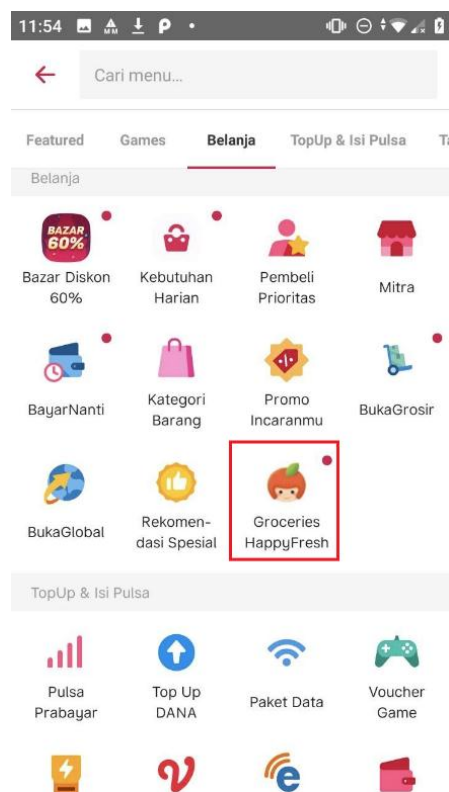 11:54
Cari menu...
Featured Games Belanja TopUp & Isi Pulsa
Belanja
BAZAR
60%
Bazar Diskon
60%
Kebutuhan
Harian
Pembeli
Prioritas
Mitra
BayarNanti
Kategori
Barang
Promo
Incaranmu
BukaGrosir
BukaGlobal
Rekomen-
dasi Spesial
Groceries
HappyFresh
TopUp & Isi Pulsa
Pulsa
Prabayar
Top Up
DANA
Paket Data
Voucher
Game